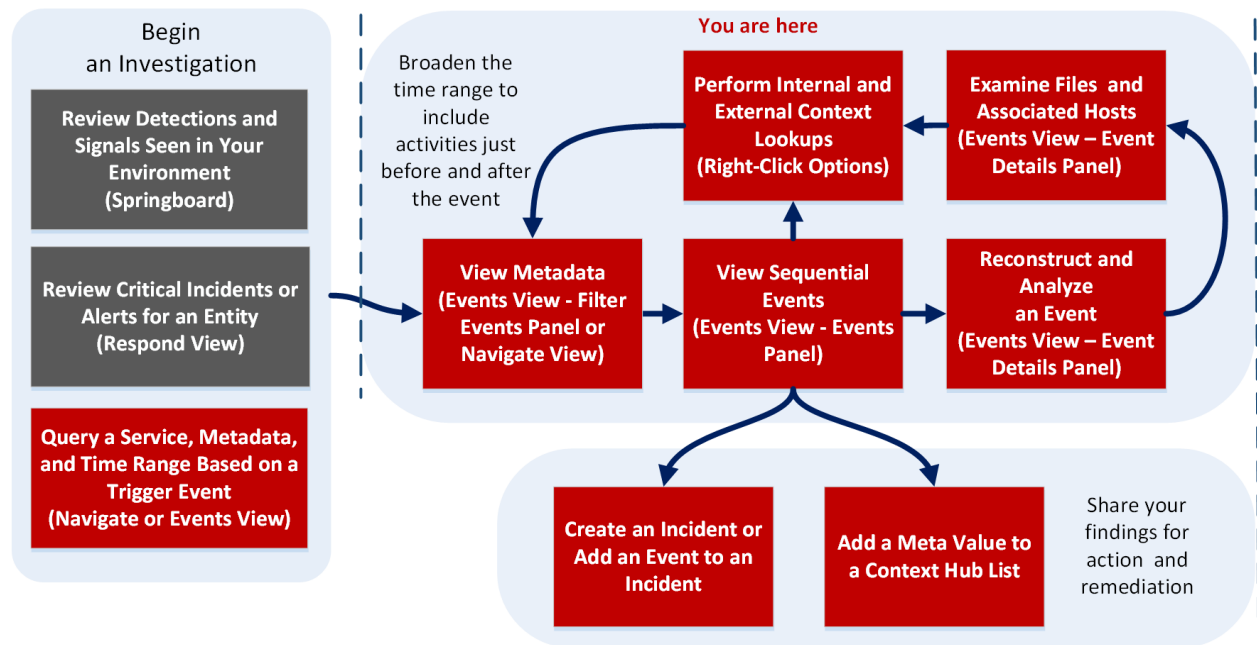 Begin
an Investigation
Review Detections and
Signals Seen in Your
Environment
(Springboard)
Review Critical Incidents or
Alerts for an Entity
(Respond View)
Query a Service, Metadata,
and Time Range Based on a
Trigger Event
(Navigate or Events View)
You are here
Broaden the
time range to
include
activities just
before and after
the event
Perform Internal and
External Context
Lookups
(Right-Click Options)
Examine Files and
Associated Hosts
(Events View – Event
Details Panel)
View Metadata
(Events View - Filter
Events Panel or
Navigate View)
View Sequential
Events
(Events View - Events
Panel)
Reconstruct and
Analyze
an Event
(Events View – Event
Details Panel)
Create an Incident or
Add an Event to an
Incident
Add a Meta Value to
a Context Hub List
Share your
findings for
action and
remediation